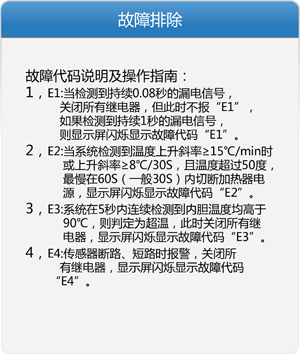 故障排除
故障代码说明及操作指南：
1，E1:当检测到持续0.08秒的漏电信号，
关闭所有继电器，但此时不报“E1”，
如果检测到持续1秒的漏电信号，
则显示屏闪烁显示故障代码“E1”。
2，E2:当系统检测到温度上升斜率≥15℃/min时
或上升斜率≥8℃/30S，且温度超过50度，
最慢在60S（一般30S）内切断加热器电
源，显示屏闪烁显示故障代码“E2”。
3，E3:系统在5秒内连续检测到内胆温度均高于
90℃，则判定为超温，此时关闭所有继
电器，显示屏闪烁显示故障代码“E3”。
4，E4:传感器断路、短路时报警，关闭所
有继电器，显示屏闪烁显示故障代码
“E4”。